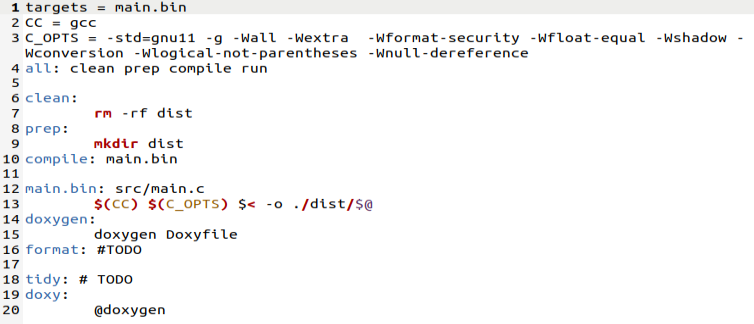 1 targets = main.bin
2 CC = gcc
3 C_OPTS = -std=gnu11 -g -Wall -Wextra  -Wformat-security -Wfloat-equal -Wshadow -
Wconversion -Wlogical-not-parentheses -Wnull-dereference
4 all: clean prep compile run
5
6 clean:
7         rm -rf dist
8 prep:
9         mkdir dist
10 compile: main.bin
11
12 main.bin: src/main.c
13         $(CC) $(C_OPTS) $< -o ./dist/$@
14 doxygen:
15         doxygen Doxyfile
16 format: #TODO
17
18 tidy: # TODO
19 doxy:
20         @doxygen